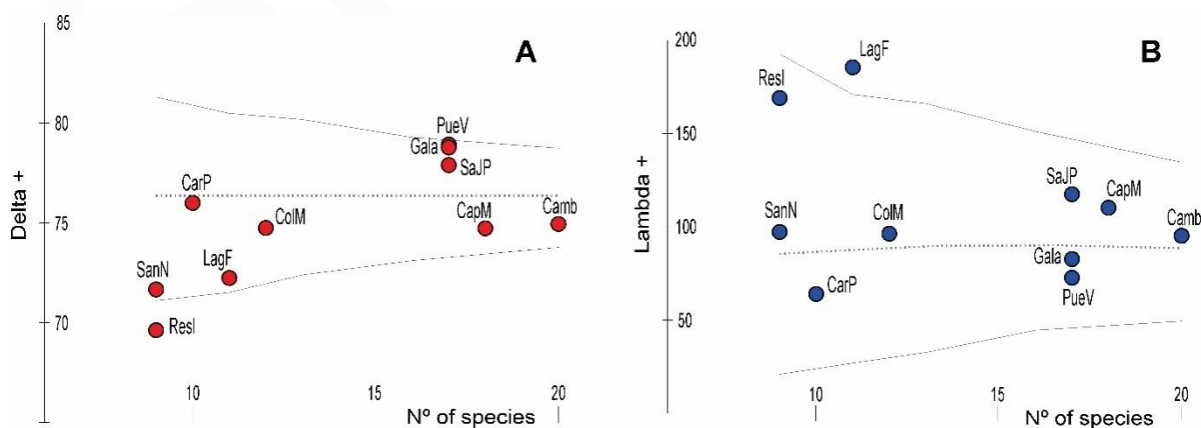 A
85
80
75
70
Delta +
PueV
Gala
SaJP
CarP
ColM
CapM
Camb
LagF
SanN
ResI
10
15
20
Nº of species
B
200
150
100
50
Lambda +
LagF
ResI
SaJP
CapM
SanN
ColM
Camb
Gala
CarP
PueV
10
15
20
Nº of species